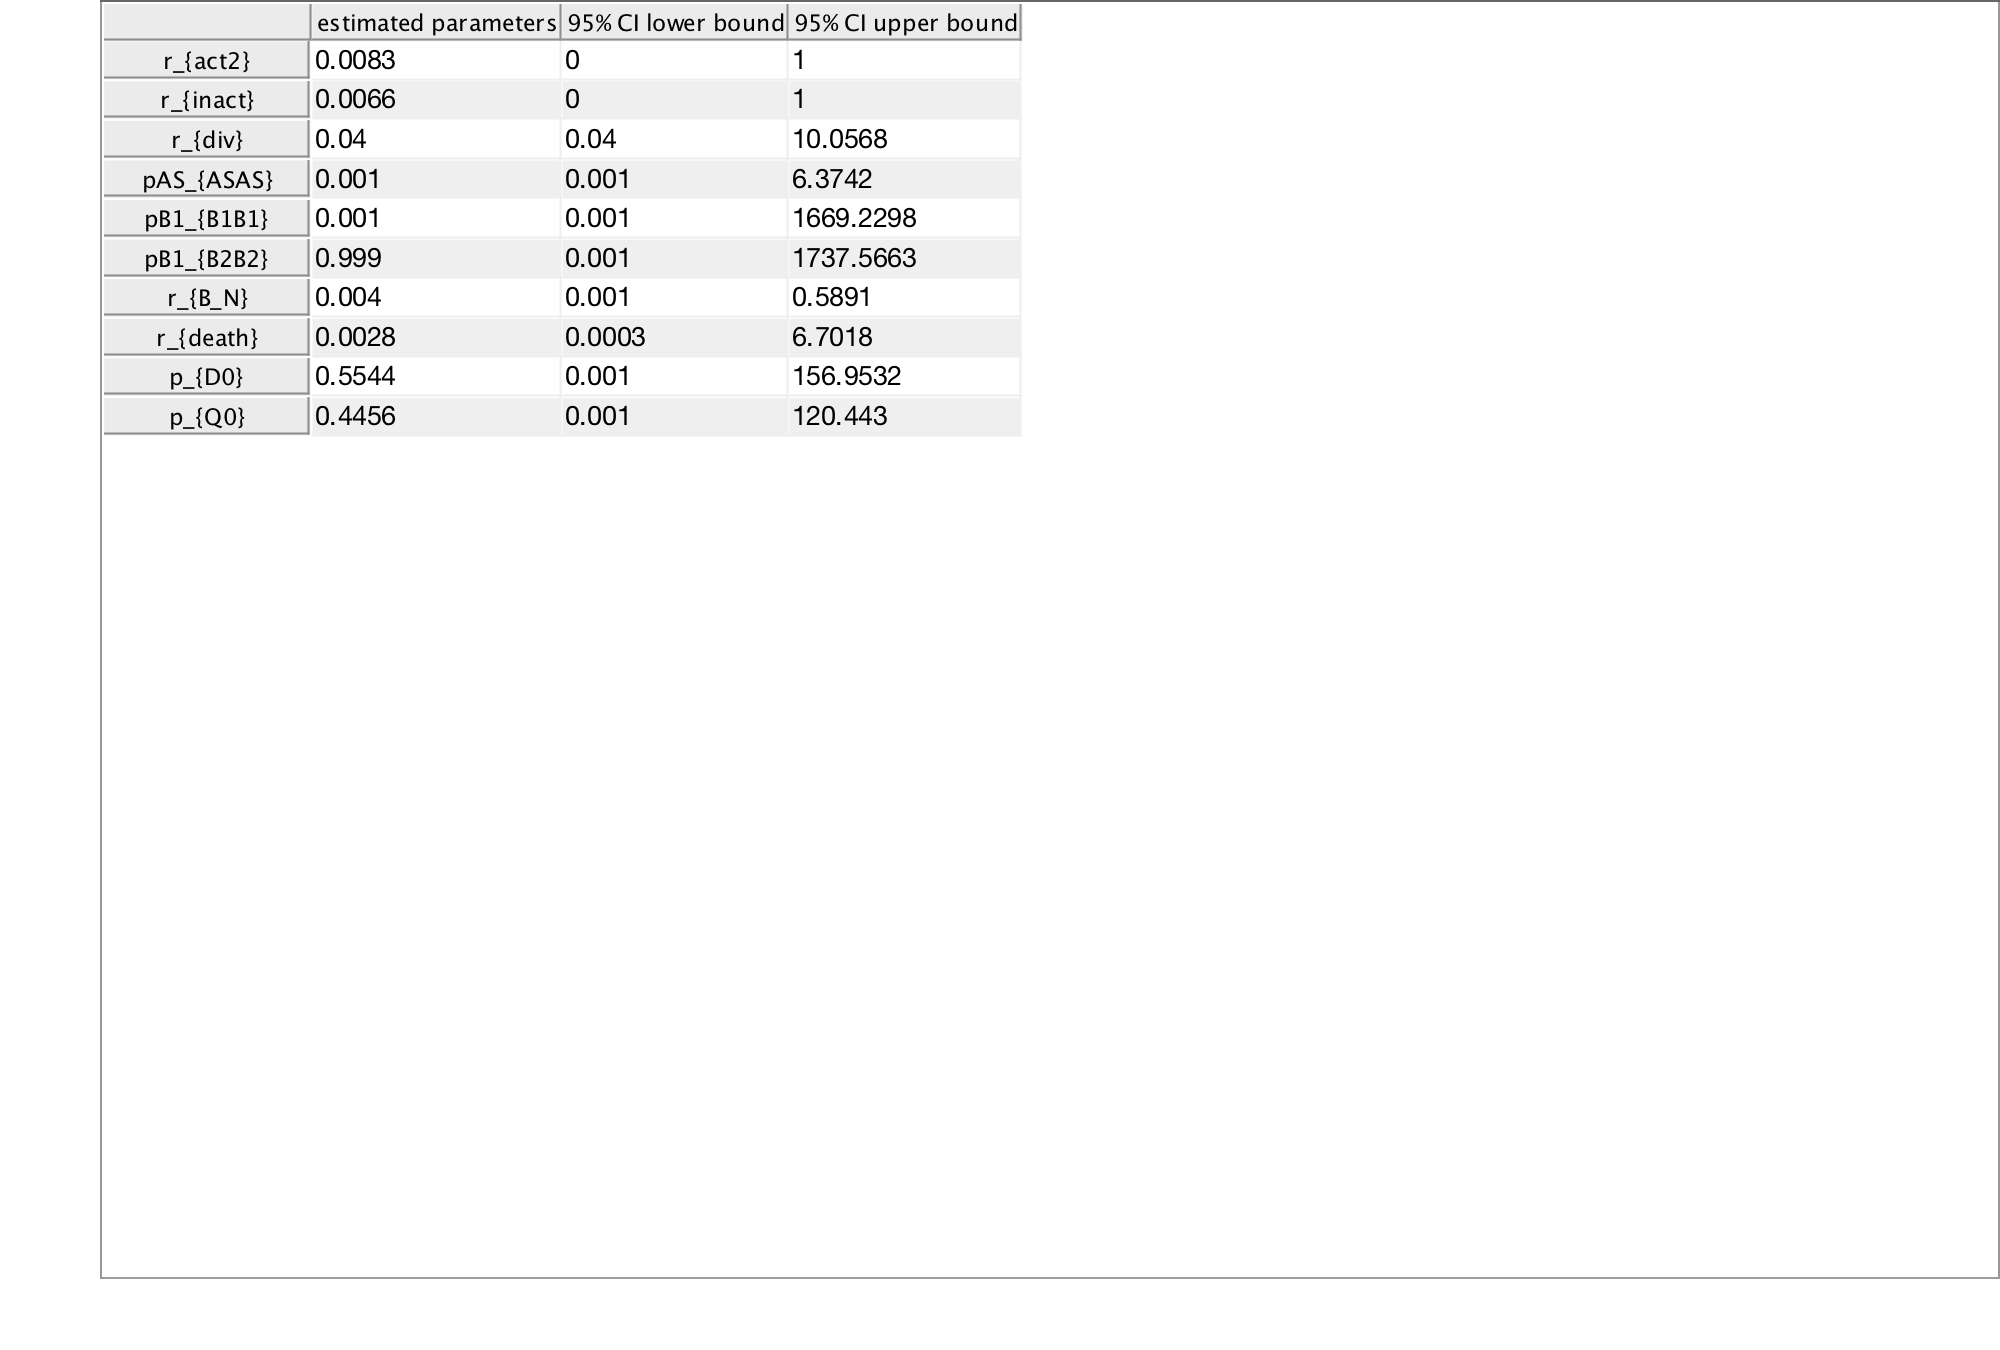 estimated parameters 95% CI lower bound 95% CI upper bound
r_{act2} 0.0083 0 1
r_{inact} 0.0066 0 1
r_{div} 0.04 0.04 10.0568
pAS_{ASAS} 0.001 0.001 6.3742
pB1_{B1B1} 0.001 0.001 1669.2298
pB1_{B2B2} 0.999 0.001 1737.5663
r_{B_N} 0.004 0.001 0.5891
r_{death} 0.0028 0.0003 6.7018
p_{D0} 0.5544 0.001 156.9532
p_{Q0} 0.4456 0.001 120.443